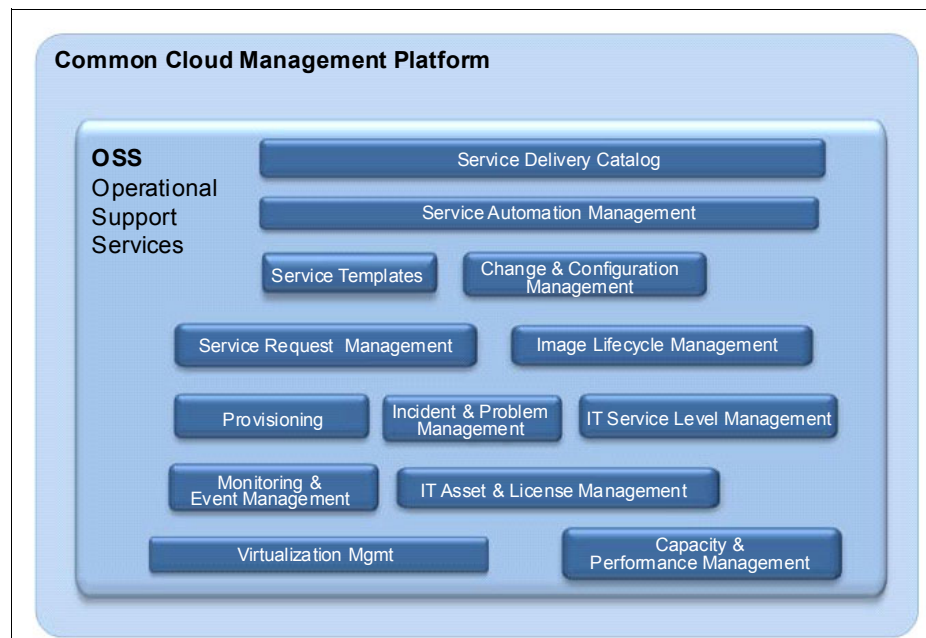 Common Cloud Management Platform
OSS
Operational
Support
Services
Service Delivery Catalog
Service Automation Management
Service Templates
Change & Configuration
Management
Service Request Management
Image Lifecycle Management
Provisioning
Incident & Problem
Management
IT Service Level Management
Monitoring &
Event Management
IT Asset & License Management
Virtualization Mgmt
Capacity &
Performance Management